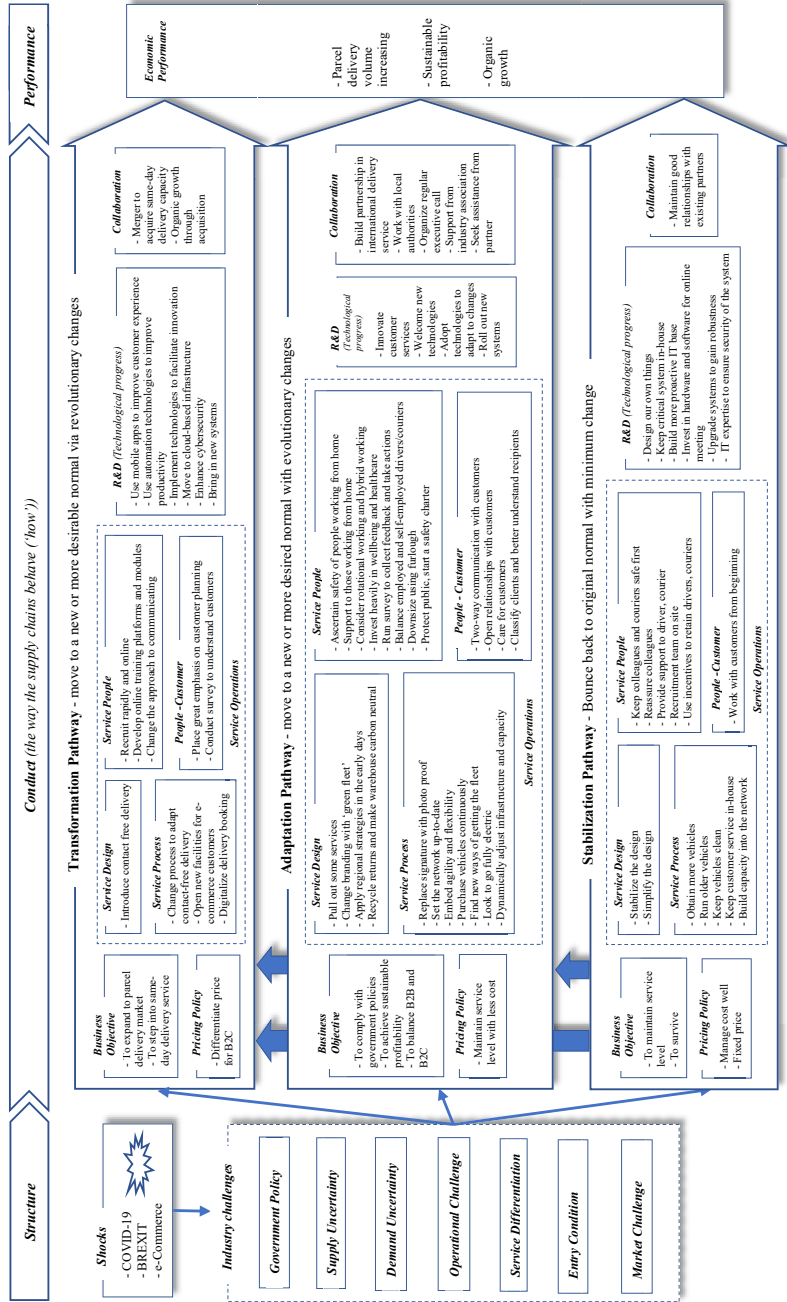 Structure
Conduct (the way the supply chains behave ('how'))
Performance
Shocks
- COVID-19
- BREXIT
- e-Commerce
Industry challenges
Government Policy
Supply Uncertainty
Demand Uncertainty
Operational Challenge
Service Differentiation
Entry Condition
Market Challenge
Transformation Pathway - move to a new or more desirable normal via revolutionary changes
Business
Objective
- To expand to parcel
delivery market
- To step into same-
day delivery service
Pricing Policy
- Differentiate price
for B2C
Service Design
- Introduce contact free delivery
Service Process
- Change process to adapt
contact-free delivery
- Open new facilities for e-
commerce customers
- Digitalize delivery booking
Service People
- Recruit rapidly and online
- Develop online training platforms and modules
- Change the approach to communicating
People - Customer
- Place great emphasis on customer planning
- Conduct survey to understand customers
Service Operations
R&D (Technological progress)
- Use mobile apps to improve customer experience
- Use automation technologies to improve
productivity
- Implement technologies to facilitate innovation
- Move to cloud-based infrastructure
- Enhance cybersecurity
- Bring in new systems
Collaboration
- Merger to
acquire same-day
delivery capacity
- Organic growth
through
acquisition
Adaptation Pathway - move to a new or more desired normal with evolutionary changes
Business
Objective
- To comply with
government policies
- To achieve sustainable
profitability
- To balance B2B and
B2C
Pricing Policy
- Maintain service
level with less cost
Service Design
- Pull out some services
- Change branding with 'green fleet'
- Apply regional strategies in the early days
- Recycle returns and make warehouse carbon neutral
Service Process
- Replace signature with photo proof
- Set the network up-to-date
- Embed agility and flexibility
- Purchase vehicles continuously
- Find new ways of getting the fleet
- Look to go fully electric
- Dynamically adjust infrastructure and capacity
Service People
- Ascertain safety of people working from home
- Support to those working from home
- Consider rotational working and hybrid working
- Invest heavily in wellbeing and healthcare
- Run survey to collect feedback and take actions
- Balance employed and self-employed drivers/couriers
- Downsize using furlough
- Protect public, start a safety charter
People - Customer
- Two-way communication with customers
- Open relationships with customers
- Care for customers
- Classify clients and better understand recipients
Service Operations
R&D
(Technological
progress)
- Innovate
customer
services
- Welcome new
technologies
- Adopt
technologies to
adapt to changes
- Roll out new
systems
Collaboration
- Build partnership in
international delivery
service
- Work with local
authorities
- Organize regular
executive call
- Support from
industry association
- Seek assistance from
partner
Stabilization Pathway - Bounce back to original normal with minimum change
Business
Objective
- To maintain service
level
- To survive
Pricing Policy
- Manage cost well
- Fixed price
Service Design
- Stabilize the design
- Simplify the design
Service Process
- Obtain more vehicles
- Run older vehicles
- Keep vehicles clean
- Keep customer service in-house
- Build capacity into the network
Service People
- Keep colleagues and couriers safe first
- Reassure colleagues
- Provide support to driver, courier
- Recruitment team on site
- Use incentives to retain drivers, couriers
People -Customer
- Work with customers from beginning
Service Operations
R&D (Technological progress)
- Design our own things
- Keep critical system in-house
- Build more proactive IT base
- Invest in hardware and software for online
meeting
- Upgrade systems to gain robustness
- IT expertise to ensure security of the system
Collaboration
- Maintain good
relationships with
existing partners
Economic
Performance
- Parcel
delivery
volume
increasing
- Sustainable
profitability
- Organic
growth